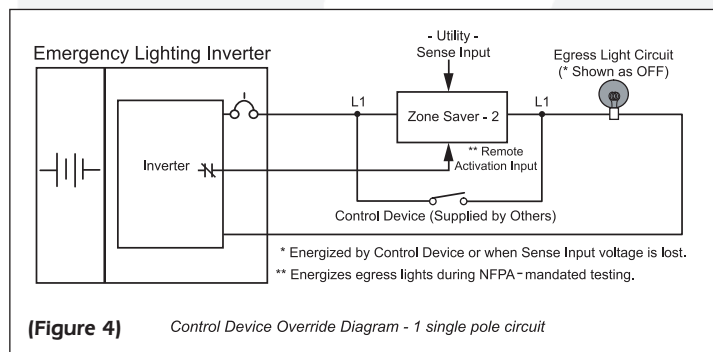 Emergency Lighting Inverter
- Utility -
Sense Input
Egress Light Circuit
(* Shown as OFF)
L1
Zone Saver - 2
L1
** Remote
Activation Input
Inverter
Control Device (Supplied by Others)
* Energized by Control Device or when Sense Input voltage is lost.
** Energizes egress lights during NFPA-mandated testing.
(Figure 4) Control Device Override Diagram - 1 single pole circuit